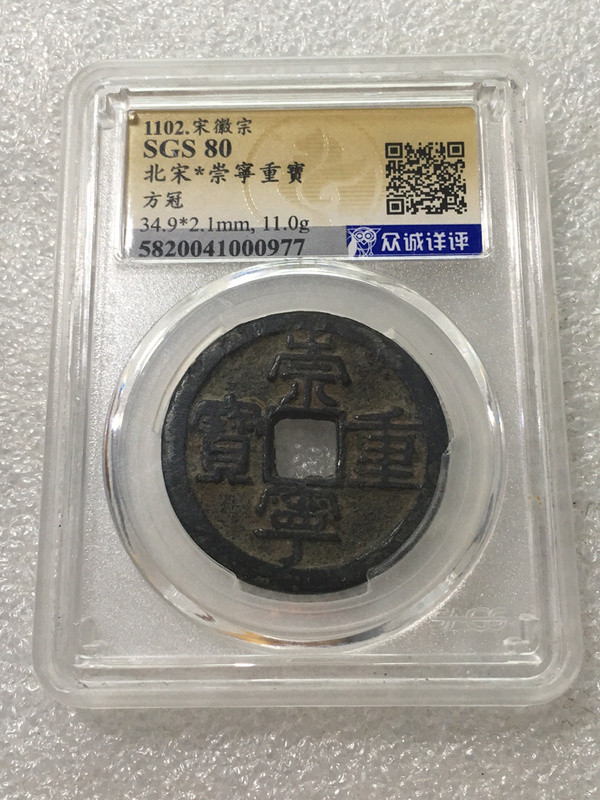 1102.宋徽宗
SGS 80
北宋*崇寧重寶
方冠
34.9*2.1mm, 11.0g
5820041000977
众诚详评
崇
寶 重
寧